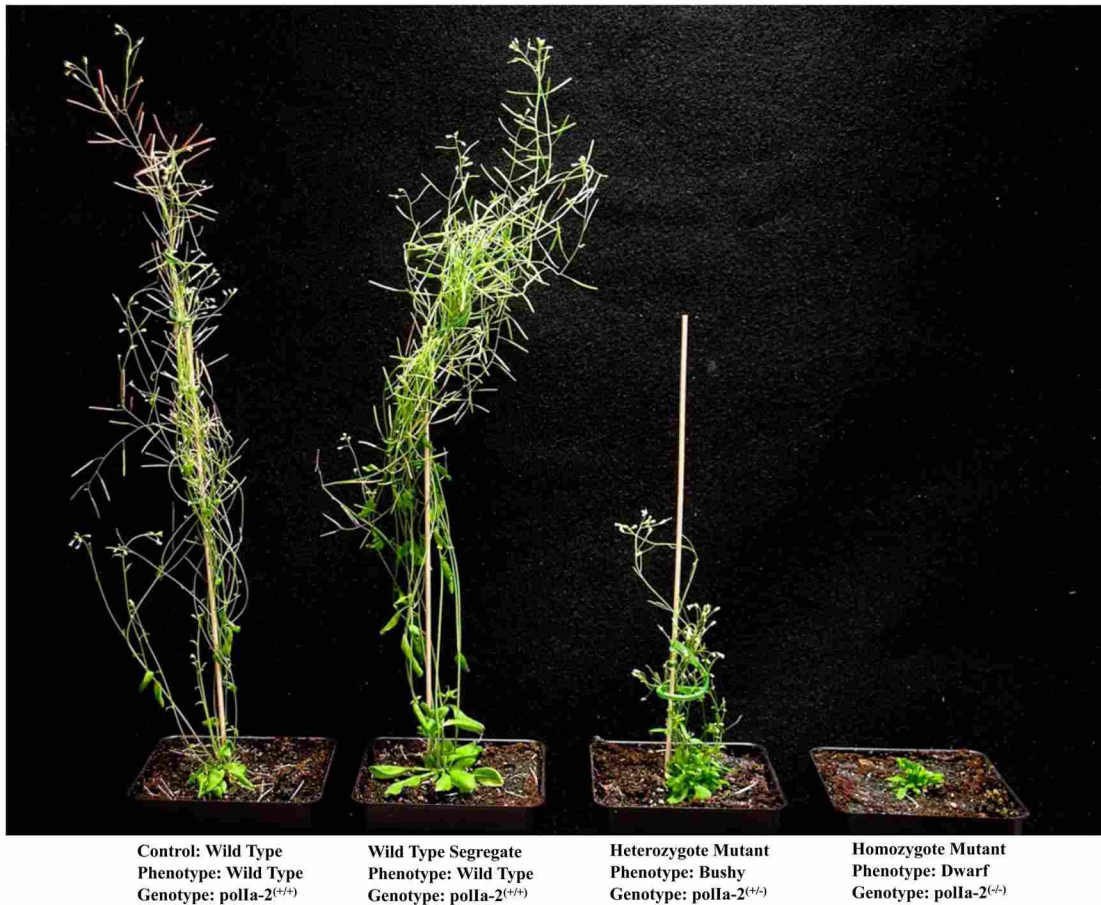 Control: Wild Type
Phenotype: Wild Type
Genotype: polIa-2(+/+)
Wild Type Segregate
Phenotype: Wild Type
Genotype: polIa-2(+/+)
Heterozygote Mutant
Phenotype: Bushy
Genotype: polIa-2(+/-)
Homozygote Mutant
Phenotype: Dwarf
Genotype: polIa-2(-/-)